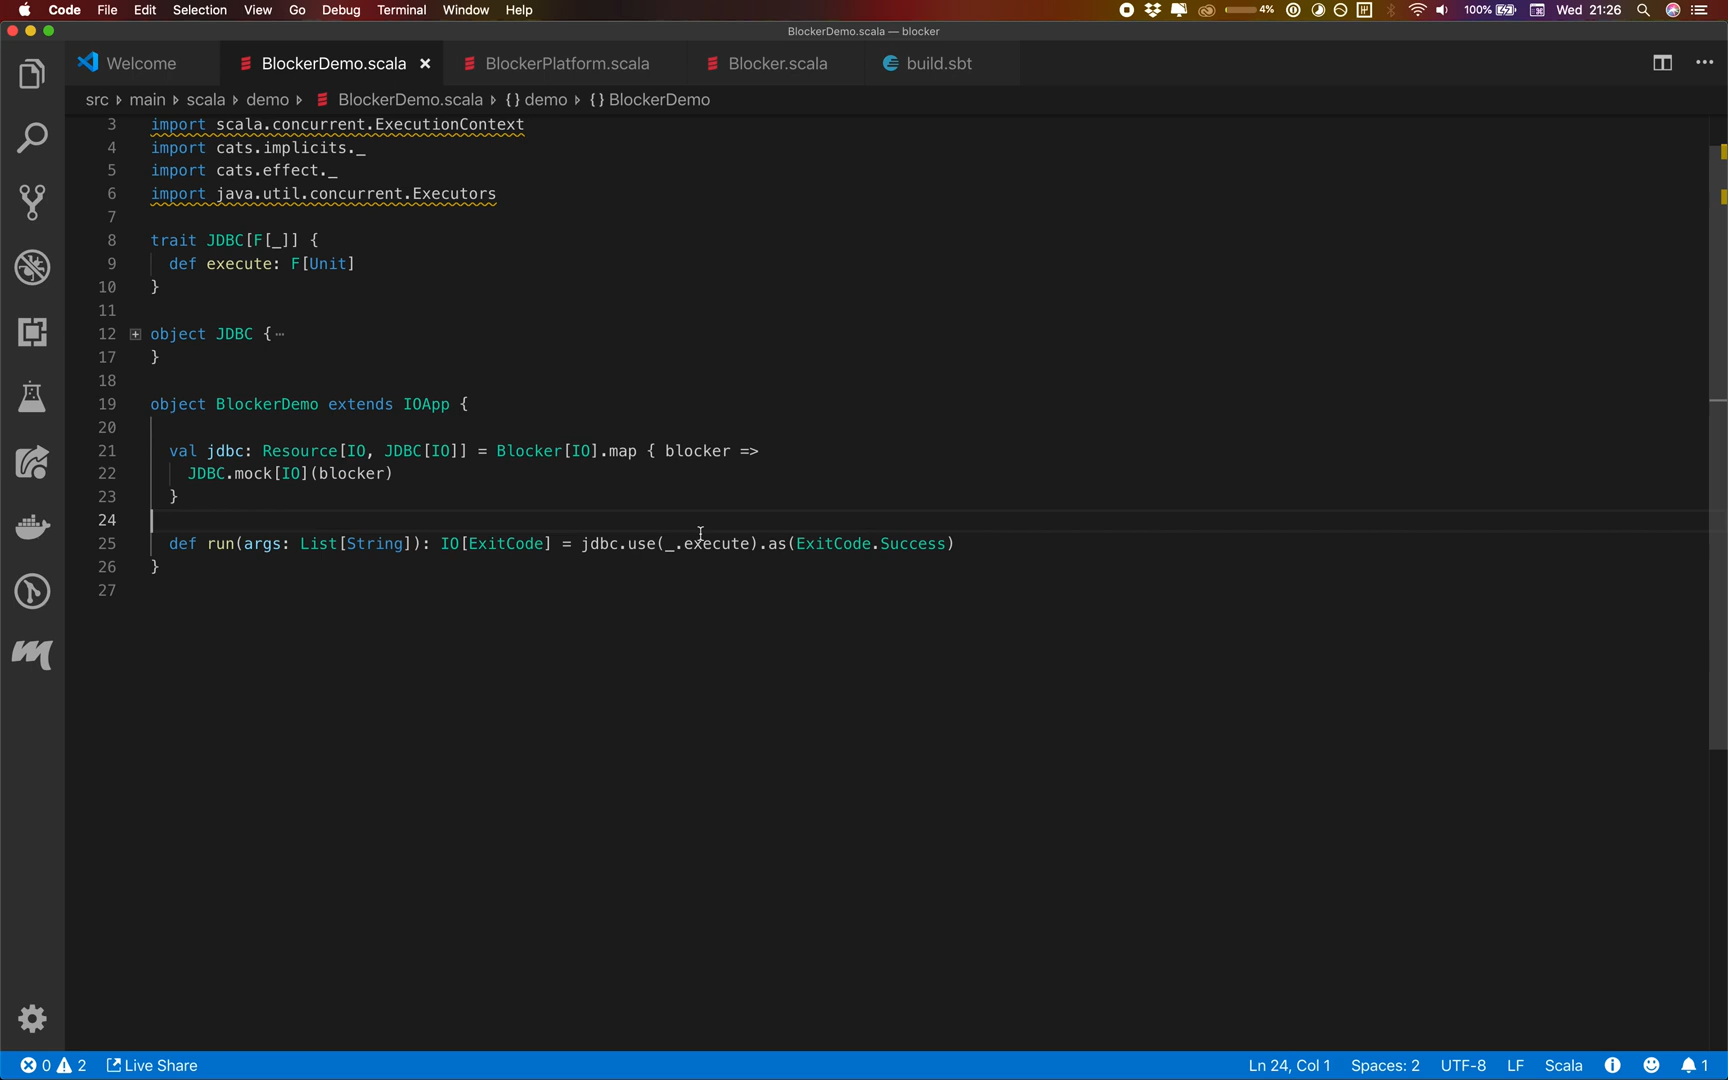 Code File Edit Selection View Go Debug Terminal Window Help 4% 100% Wed 21:26
BlockerDemo.scala — blocker
Welcome BlockerDemo.scala BlockerPlatform.scala Blocker.scala build.sbt
src main scala demo BlockerDemo.scala {} demo {} BlockerDemo
3 import scala.concurrent.ExecutionContext
4 import cats.implicits._
5 import cats.effect._
6 import java.util.concurrent.Executors
7
8 trait JDBC[F[_]] {
9 def execute: F[Unit]
10 }
11
12 object JDBC {⋯
17 }
18
19 object BlockerDemo extends IOApp {
20
21 val jdbc: Resource[IO, JDBC[IO]] = Blocker[IO].map { blocker =>
22 JDBC.mock[IO](blocker)
23 }
24
25 def run(args: List[String]): IO[ExitCode] = jdbc.use(_.execute).as(ExitCode.Success)
26 }
27
0 2 Live Share Ln 24, Col 1 Spaces: 2 UTF-8 LF Scala 1